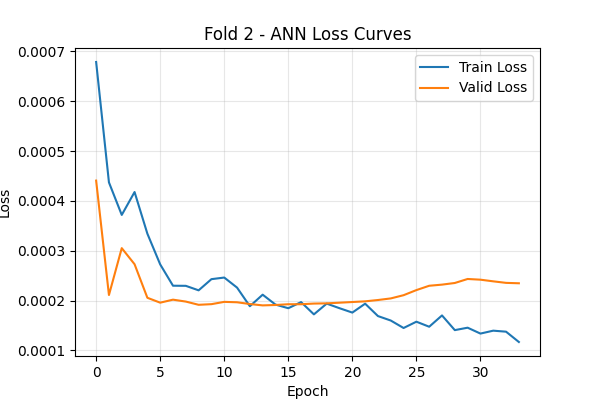 Fold 2 - ANN Loss Curves
Train Loss
Valid Loss
0.0007
0.0006
0.0005
0.0004
0.0003
0.0002
0.0001
Loss
0 5 10 15 20 25 30
Epoch